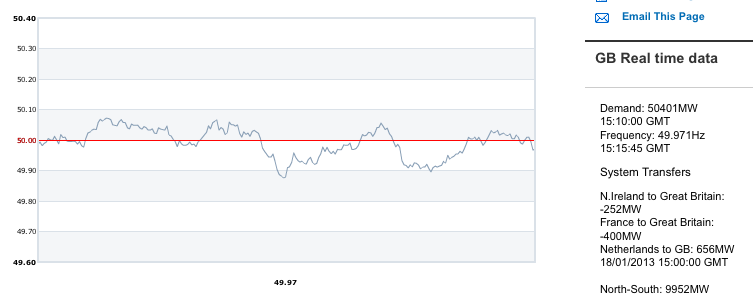 50.40
50.30
50.20
50.10
50.00
49.90
49.80
49.70
49.60
49.97
Email This Page
GB Real time data
Demand: 50401MW
15:10:00 GMT
Frequency: 49.971Hz
15:15:45 GMT
System Transfers
N.Ireland to Great Britain:
-252MW
France to Great Britain:
-400MW
Netherlands to GB: 656MW
18/01/2013 15:00:00 GMT
North-South: 9952MW